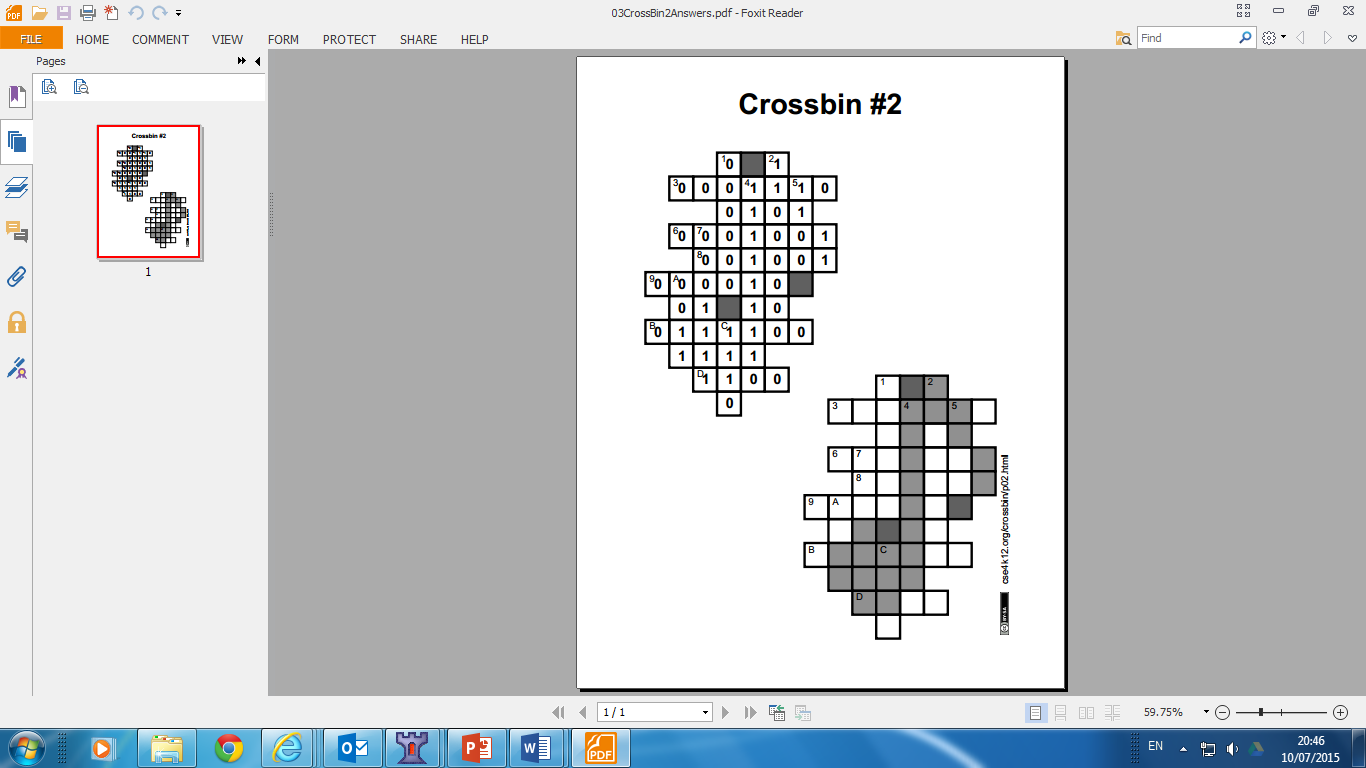 03CrossBin2Answers.pdf - Foxit Reader
FILE HOME COMMENT VIEW FORM PROTECT SHARE HELP
Find
Pages
Crossbin #2
1
Crossbin #2
1 0 2 1
3 0 0 0 4 1 1 5 1 0
0 1 0 1
6 0 7 0 0 1 0 0 1
8 0 0 1 0 0 1
9 0 A 0 0 0 1 0
0 1 1 0
B 0 1 1 C 1 1 0 0
1 1 1 1
D 1 1 0 0
0
1 2
3 4 5
6 7
8
9 A
B C
D
cse4k12.org/crossbin/p02.html
1 / 1
59.75%
EN
20:46
10/07/2015